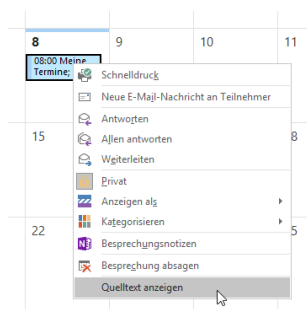 8 9 10 11
08:00 Meine
Termine;
Schnelldruck
Neue E-Mail-Nachricht an Teilnehmer
Antworten
15 Allen antworten 8
Weiterleiten
Privat
Anzeigen als
22 Kategorisieren 5
Besprechungsnotizen
Besprechung absagen
Quelltext anzeigen